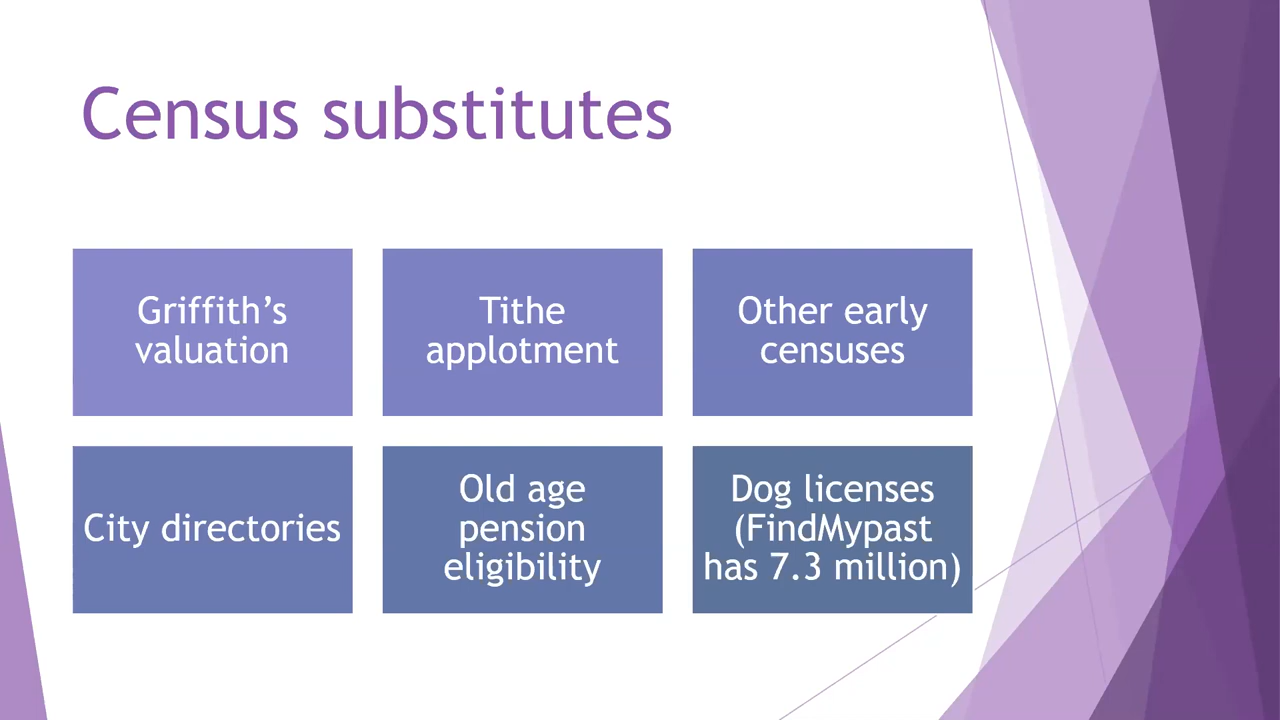 Census substitutes
Griffith’s
valuation
Tithe
applotment
Other early
censuses
City directories
Old age
pension
eligibility
Dog licenses
(FindMypast
has 7.3 million)